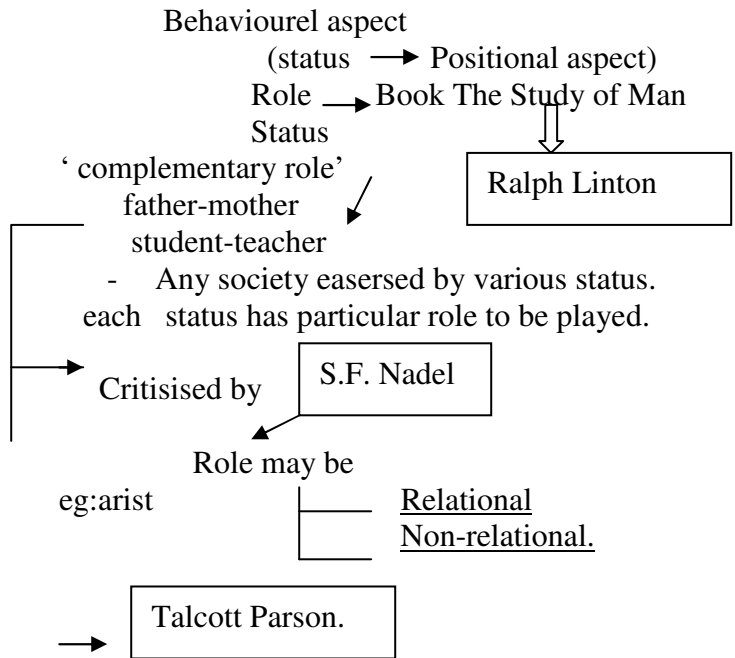 Behavioural aspect
(status → Positional aspect)
Role → Book The Study of Man
Status
‘ complementary role’
Ralph Linton
father-mother
student-teacher
- Any society easersed by various status.
each status has particular role to be played.
Critisised by
S.F. Nadel
Role may be
eg:arist
Relational
Non-relational.
Talcott Parson.